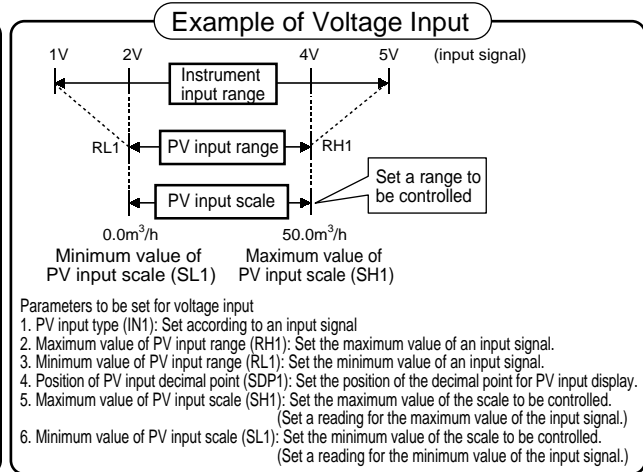 Example of Voltage Input
1V 2V 4V 5V (input signal)
Instrument
input range
RL1 PV input range RH1
PV input scale
Set a range to
be controlled
0.0m³/h 50.0m³/h
Minimum value of
PV input scale (SL1)
Maximum value of
PV input scale (SH1)
Parameters to be set for voltage input
1. PV input type (IN1): Set according to an input signal
2. Maximum value of PV input range (RH1): Set the maximum value of an input signal.
3. Minimum value of PV input range (RL1): Set the minimum value of an input signal.
4. Position of PV input decimal point (SDP1): Set the position of the decimal point for PV input display.
5. Maximum value of PV input scale (SH1): Set the maximum value of the scale to be controlled.
(Set a reading for the maximum value of the input signal.)
6. Minimum value of PV input scale (SL1): Set the minimum value of the scale to be controlled.
(Set a reading for the minimum value of the input signal.)